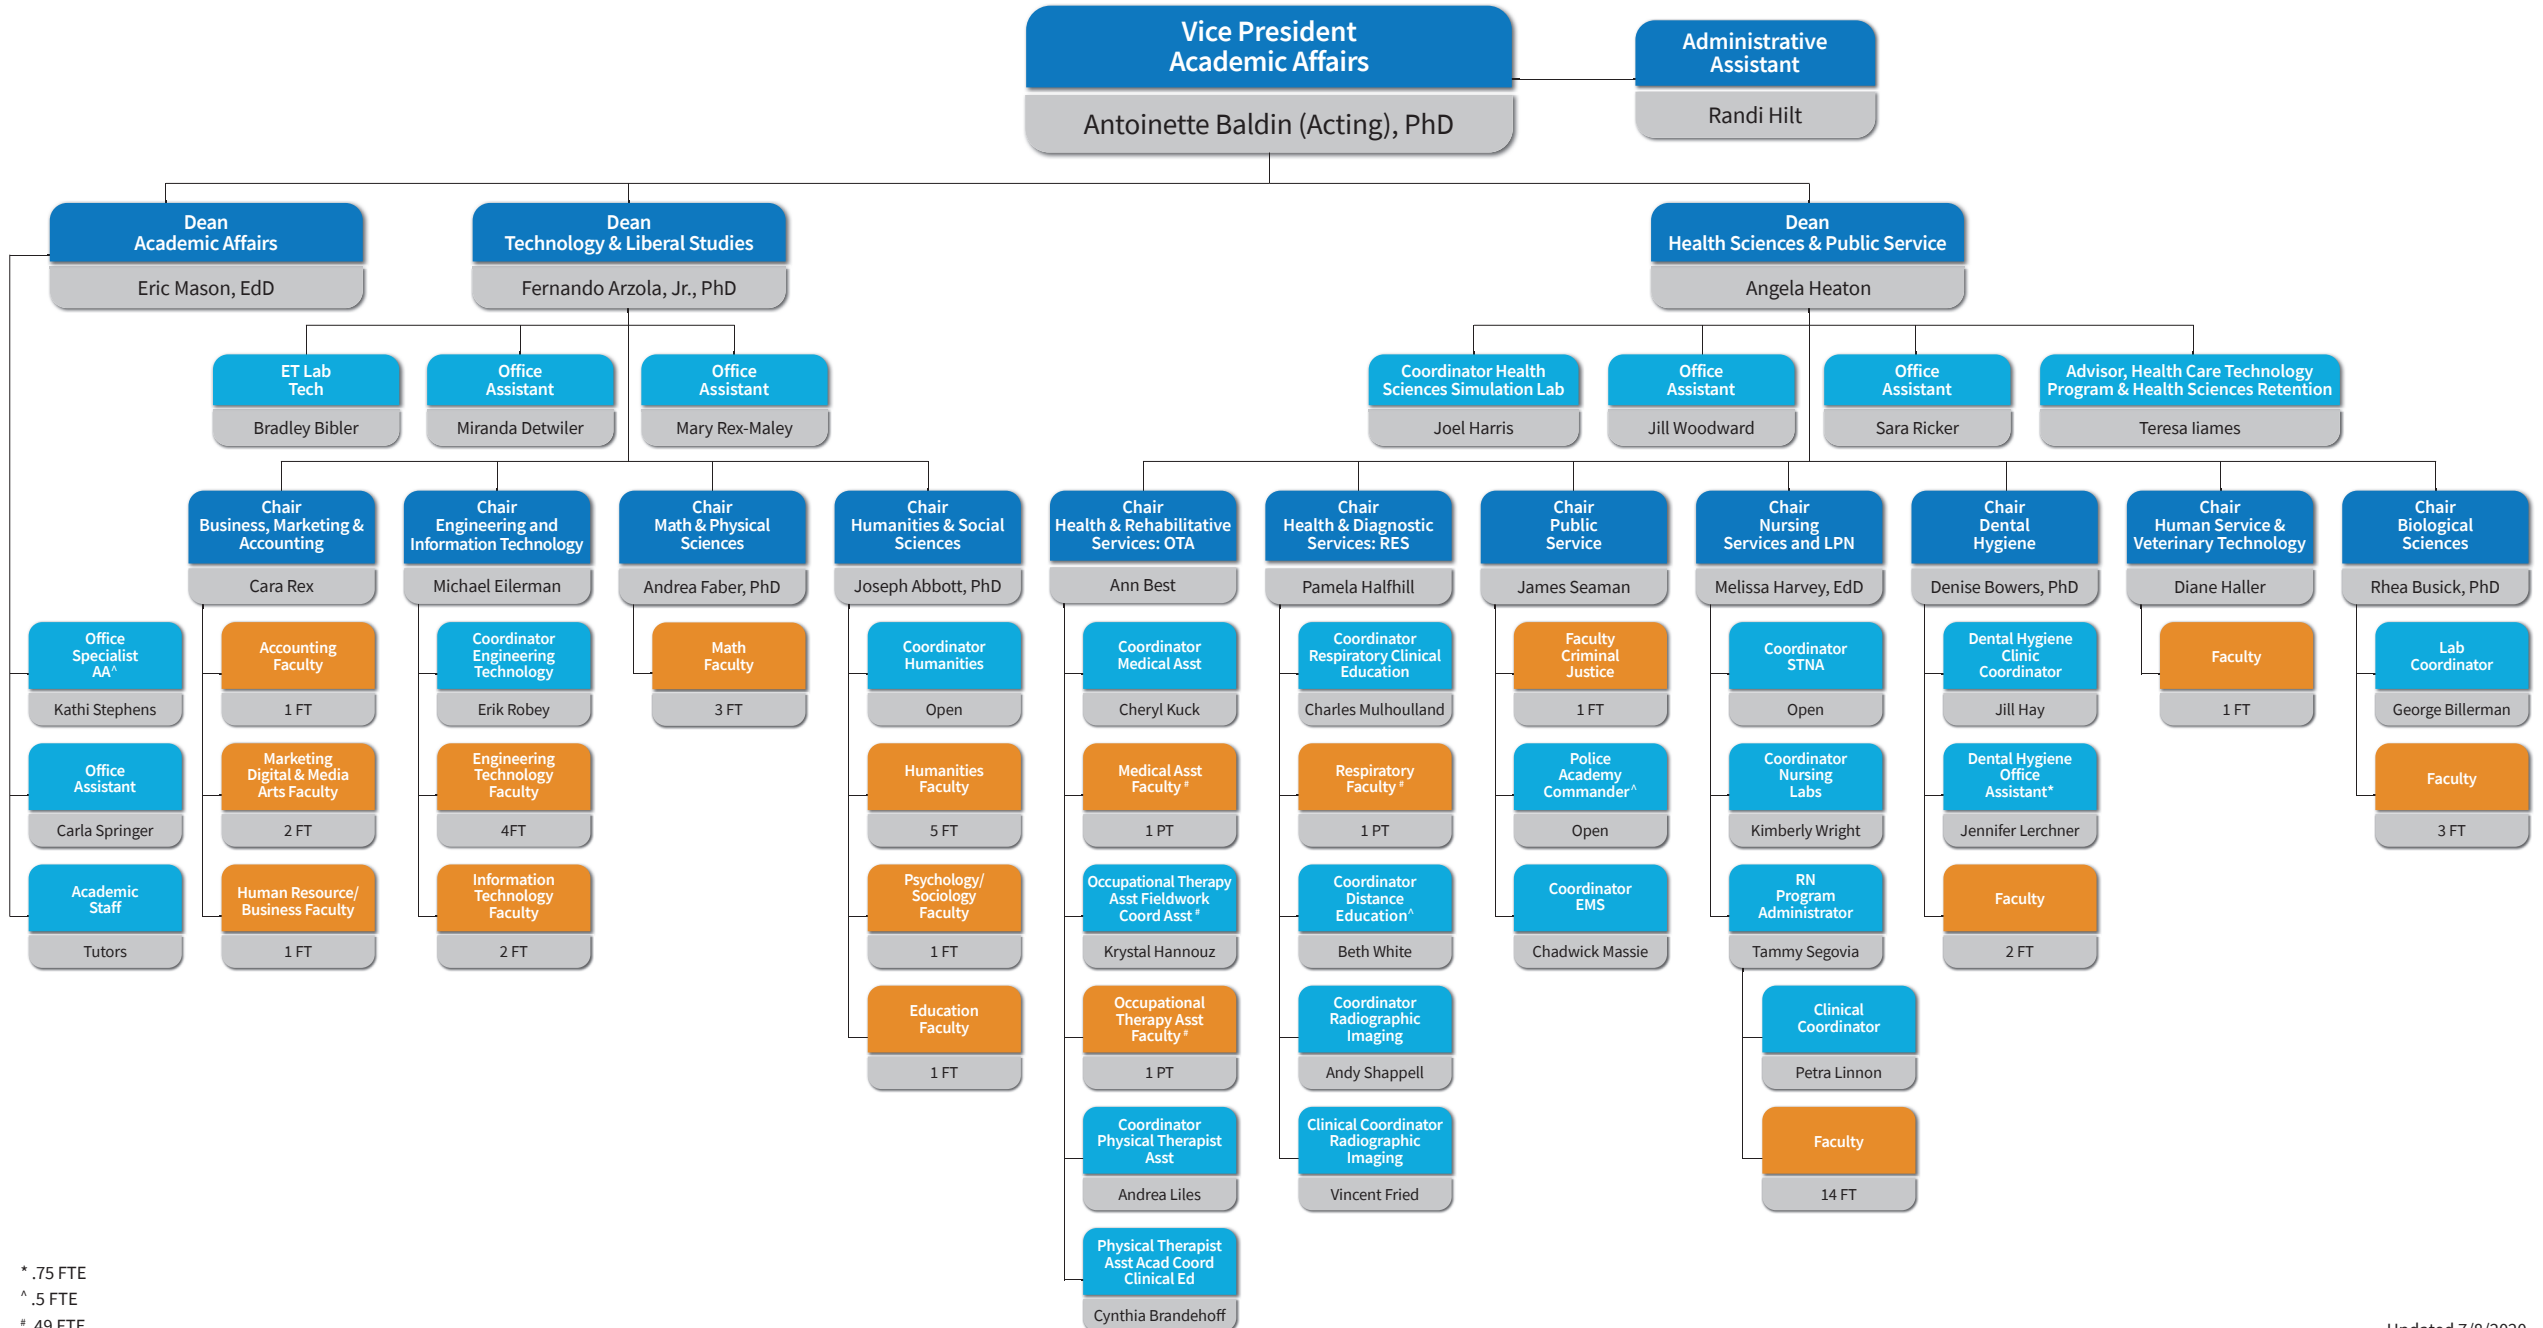 Vice President
Academic Affairs
Antoinette Baldin (Acting), PhD
Administrative
Assistant
Randi Hilt
Dean
Academic Affairs
Eric Mason, EdD
Dean
Technology & Liberal Studies
Fernando Arzola, Jr., PhD
Dean
Health Sciences & Public Service
Angela Heaton
ET Lab
Tech
Bradley Bibler
Office
Assistant
Miranda Detwiler
Office
Assistant
Mary Rex-Maley
Coordinator Health
Sciences Simulation Lab
Joel Harris
Office
Assistant
Jill Woodward
Office
Assistant
Sara Ricker
Advisor, Health Care Technology
Program & Health Sciences Retention
Teresa Iiames
Office
Specialist
AA^
Kathi Stephens
Office
Assistant
Carla Springer
Academic
Staff
Tutors
Chair
Business, Marketing &
Accounting
Cara Rex
Accounting
Faculty
1 FT
Marketing
Digital & Media
Arts Faculty
2 FT
Human Resource/
Business Faculty
1 FT
Chair
Engineering and
Information Technology
Michael Eilerman
Coordinator
Engineering
Technology
Erik Robey
Engineering
Technology
Faculty
4FT
Information
Technology
Faculty
2 FT
Chair
Math & Physical
Sciences
Andrea Faber, PhD
Math
Faculty
3 FT
Chair
Humanities & Social
Sciences
Joseph Abbott, PhD
Coordinator
Humanities
Open
Humanities
Faculty
5 FT
Psychology/
Sociology
Faculty
1 FT
Education
Faculty
1 FT
Chair
Health & Rehabilitative
Services: OTA
Ann Best
Coordinator
Medical Asst
Cheryl Kuck
Medical Asst
Faculty #
1 PT
Occupational Therapy
Asst Fieldwork
Coord Asst #
Krystal Hannouz
Occupational
Therapy Asst
Faculty #
1 PT
Coordinator
Physical Therapist
Asst
Andrea Liles
Physical Therapist
Asst Acad Coord
Clinical Ed
Cynthia Brandehoff
Chair
Health & Diagnostic
Services: RES
Pamela Halfhill
Coordinator
Respiratory Clinical
Education
Charles Mulhoulland
Respiratory
Faculty #
1 PT
Coordinator
Distance
Education^
Beth White
Coordinator
Radiographic
Imaging
Andy Shappell
Clinical Coordinator
Radiographic
Imaging
Vincent Fried
Chair
Public
Service
James Seaman
Faculty
Criminal
Justice
1 FT
Police
Academy
Commander^
Open
Coordinator
EMS
Chadwick Massie
Chair
Nursing
Services and LPN
Melissa Harvey, EdD
Coordinator
STNA
Open
Coordinator
Nursing
Labs
Kimberly Wright
RN
Program
Administrator
Tammy Segovia
Clinical
Coordinator
Petra Linnon
Faculty
14 FT
Chair
Dental
Hygiene
Denise Bowers, PhD
Dental Hygiene
Clinic
Coordinator
Jill Hay
Dental Hygiene
Office
Assistant*
Jennifer Lerchner
Faculty
2 FT
Chair
Human Service &
Veterinary Technology
Diane Haller
Faculty
1 FT
Chair
Biological
Sciences
Rhea Busick, PhD
Lab
Coordinator
George Billerman
Faculty
3 FT
* .75 FTE
^ .5 FTE
# .49 FTE
Updated 7/8/2020